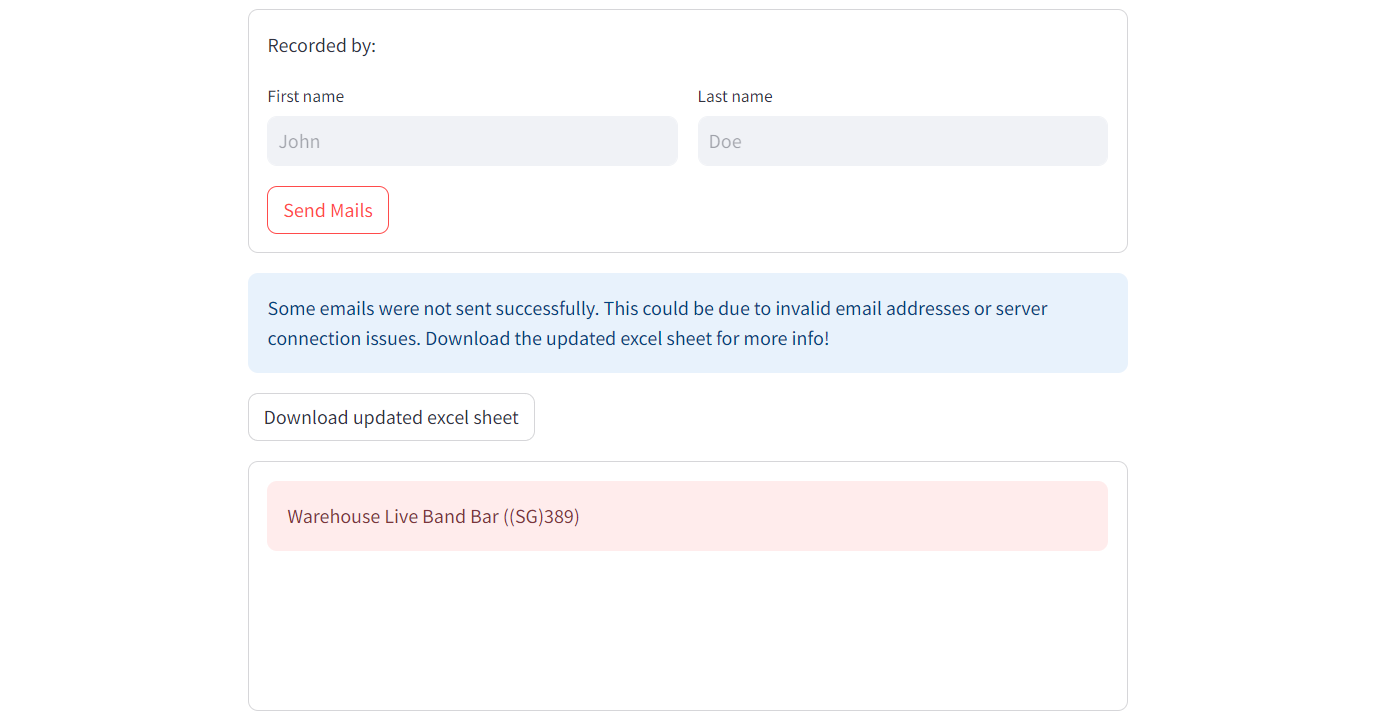 Recorded by:
First name
Last name
John
Doe
Send Mails
Some emails were not sent successfully. This could be due to invalid email addresses or server
connection issues. Download the updated excel sheet for more info!
Download updated excel sheet
Warehouse Live Band Bar ((SG)389)